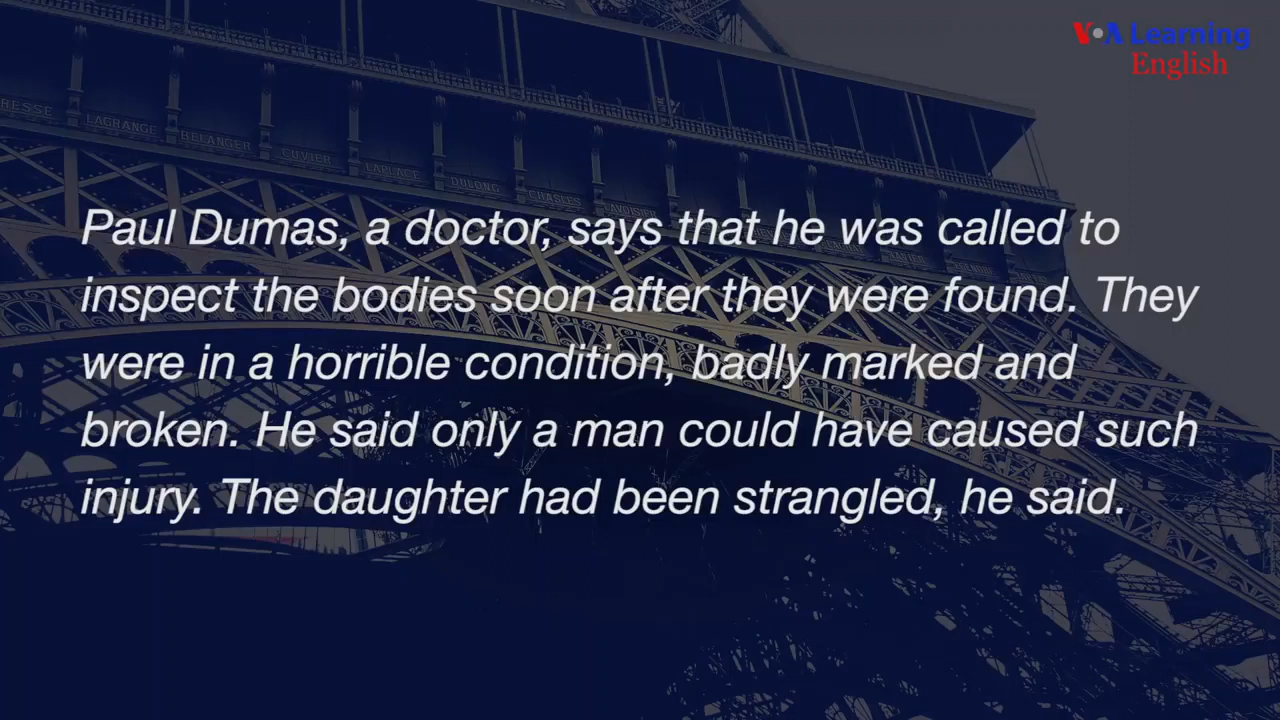 VOA Learning
English
RESSE
LAGRANGE
BELANGER
CUVIER
LAPLACE
DULONG
CHASLES
AVOISIER
Paul Dumas, a doctor, says that he was called to
inspect the bodies soon after they were found. They
were in a horrible condition, badly marked and
broken. He said only a man could have caused such
injury. The daughter had been strangled, he said.